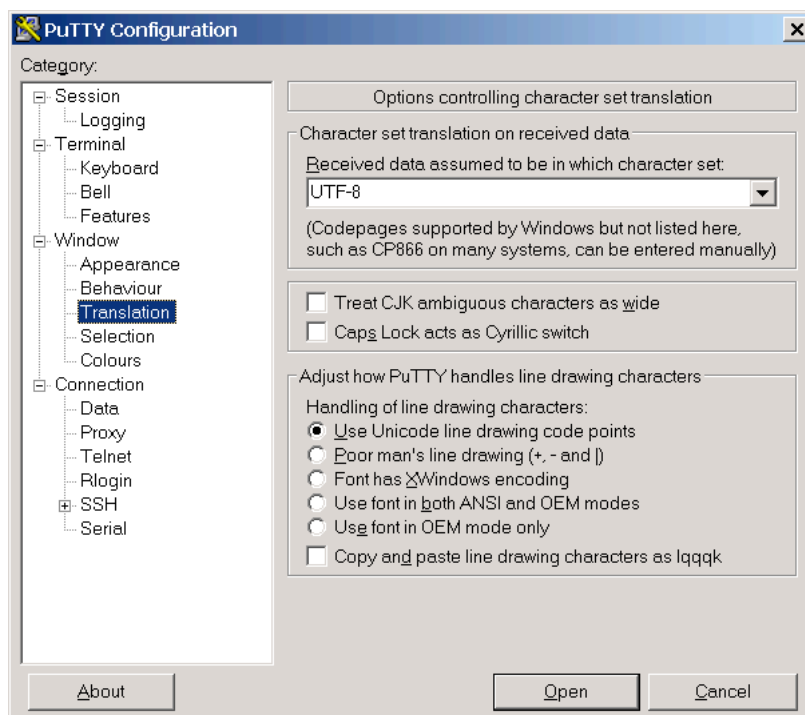 PuTTY Configuration
Category:
Session
Logging
Terminal
Keyboard
Bell
Features
Window
Appearance
Behaviour
Translation
Selection
Colours
Connection
Data
Proxy
Telnet
Rlogin
SSH
Serial
Options controlling character set translation
Character set translation on received data
Received data assumed to be in which character set:
UTF-8
(Codepages supported by Windows but not listed here,
such as CP866 on many systems, can be entered manually)
Treat CJK ambiguous characters as wide
Caps Lock acts as Cyrillic switch
Adjust how PuTTY handles line drawing characters
Handling of line drawing characters:
Use Unicode line drawing code points
Poor man's line drawing (+, - and |)
Font has XWindows encoding
Use font in both ANSI and OEM modes
Use font in OEM mode only
Copy and paste line drawing characters as lqqqk
About
Open
Cancel